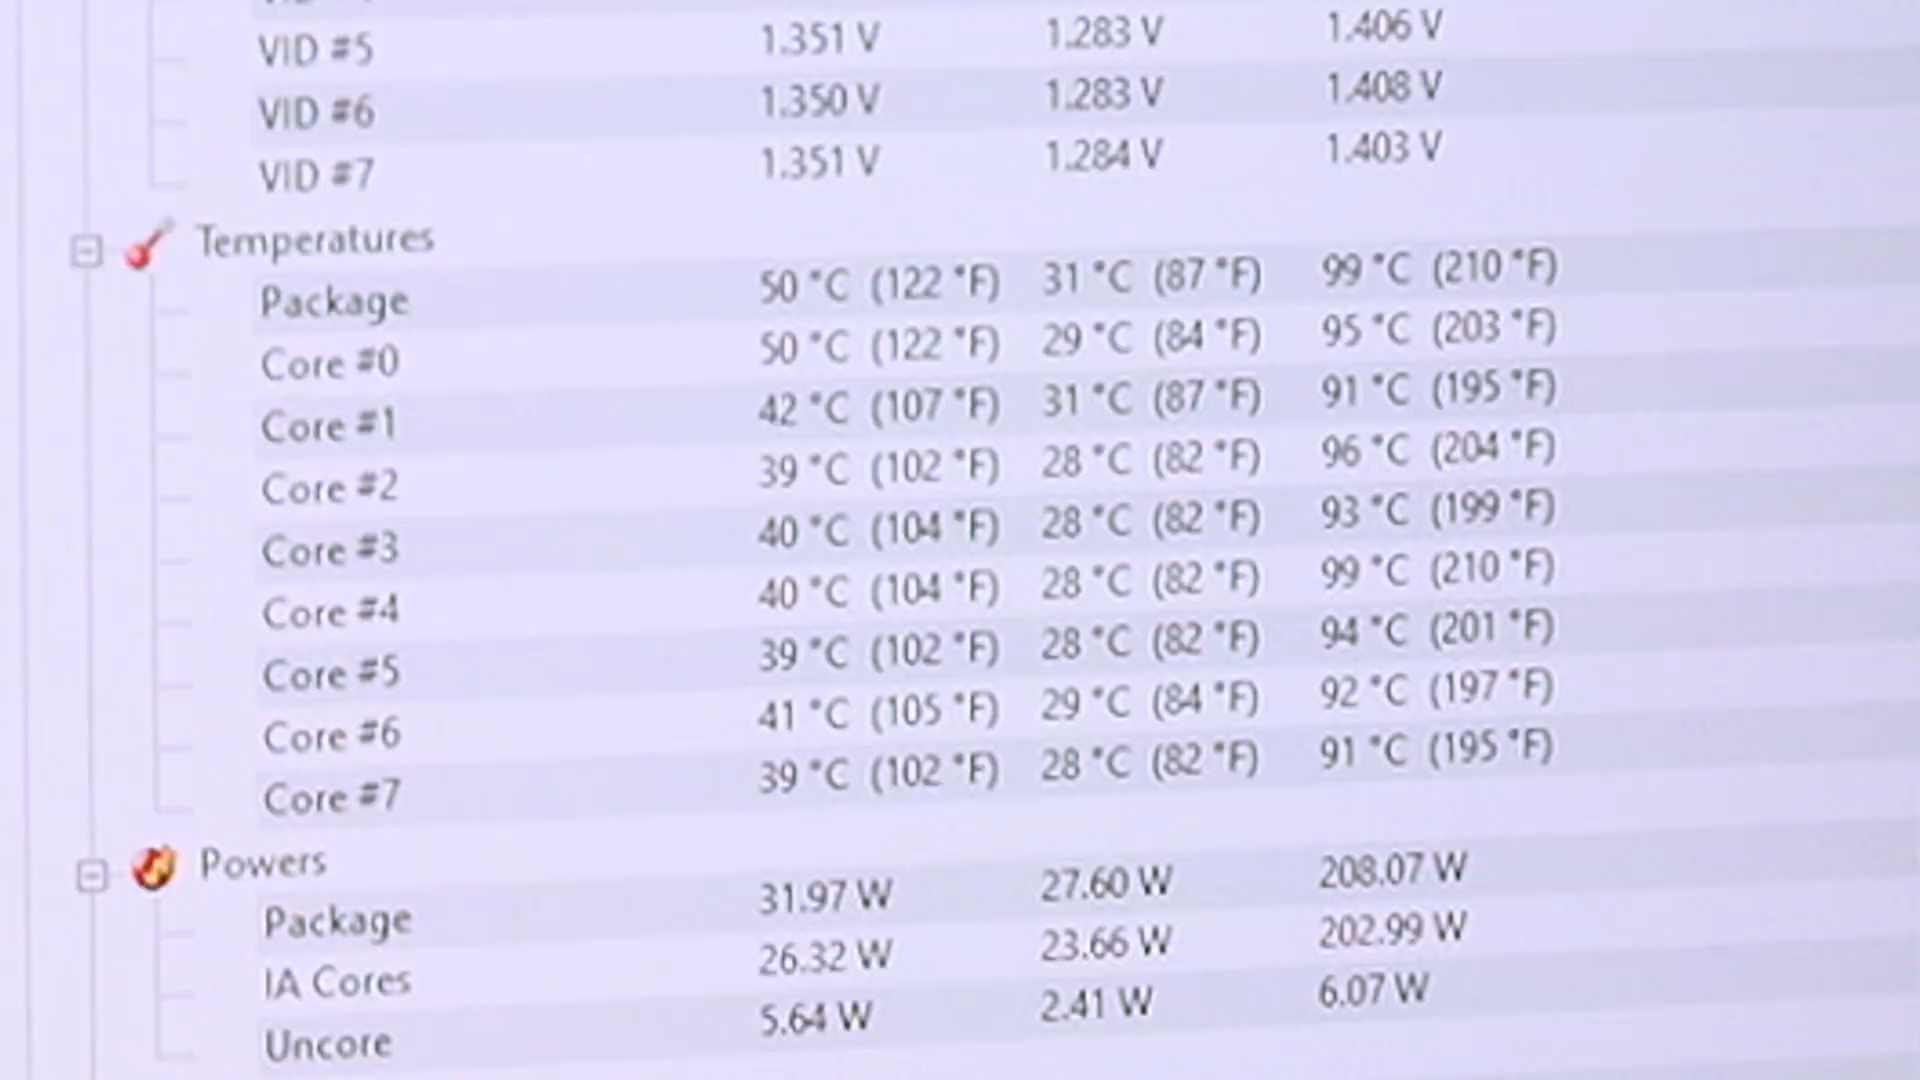 VID #5 1.351 V 1.283 V 1.406 V
VID #6 1.350 V 1.283 V 1.408 V
VID #7 1.351 V 1.284 V 1.403 V
Temperatures
Package 50 °C (122 °F) 31 °C (87 °F) 99 °C (210 °F)
Core #0 50 °C (122 °F) 29 °C (84 °F) 95 °C (203 °F)
Core #1 42 °C (107 °F) 31 °C (87 °F) 91 °C (195 °F)
Core #2 39 °C (102 °F) 28 °C (82 °F) 96 °C (204 °F)
Core #3 40 °C (104 °F) 28 °C (82 °F) 93 °C (199 °F)
Core #4 40 °C (104 °F) 28 °C (82 °F) 99 °C (210 °F)
Core #5 39 °C (102 °F) 28 °C (82 °F) 94 °C (201 °F)
Core #6 41 °C (105 °F) 29 °C (84 °F) 92 °C (197 °F)
Core #7 39 °C (102 °F) 28 °C (82 °F) 91 °C (195 °F)
Powers
Package 31.97 W 27.60 W 208.07 W
IA Cores 26.32 W 23.66 W 202.99 W
Uncore 5.64 W 2.41 W 6.07 W